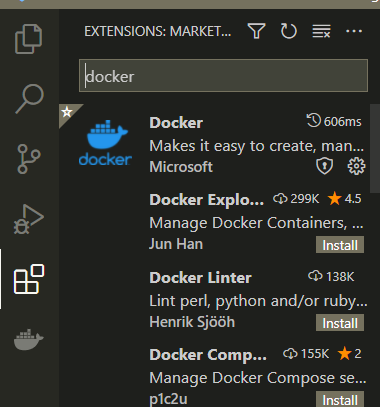 EXTENSIONS: MARKET...
docker
Docker 606ms
docker
Makes it easy to create, man...
Microsoft
Docker Explo... 299K 4.5
Manage Docker Containers, ...
Jun Han Install
Docker Linter 138K
Lint perl, python and/or ruby...
Henrik Sjööh Install
Docker Comp... 155K 2
Manage Docker Compose se...
p1c2u Install